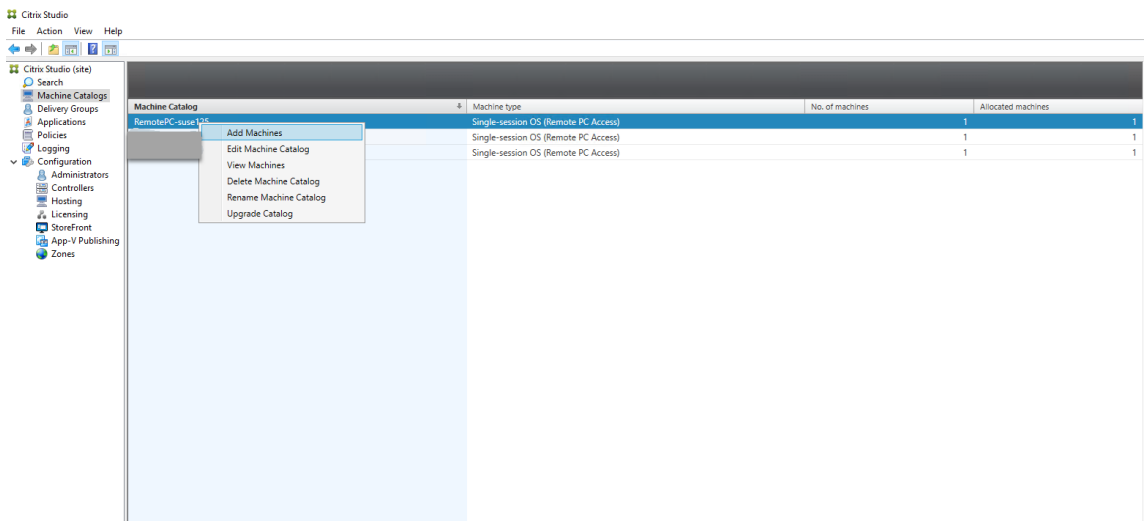 Citrix Studio
File Action View Help
Citrix Studio (site)
Search
Machine Catalogs
Delivery Groups
Applications
Policies
Logging
Configuration
Administrators
Controllers
Hosting
Licensing
StoreFront
App-V Publishing
Zones
Machine Catalog Machine type No. of machines Allocated machines
RemotePC-suse125 Single-session OS (Remote PC Access) 1 1
Single-session OS (Remote PC Access) 1 1
Single-session OS (Remote PC Access) 1 1
Add Machines
Edit Machine Catalog
View Machines
Delete Machine Catalog
Rename Machine Catalog
Upgrade Catalog